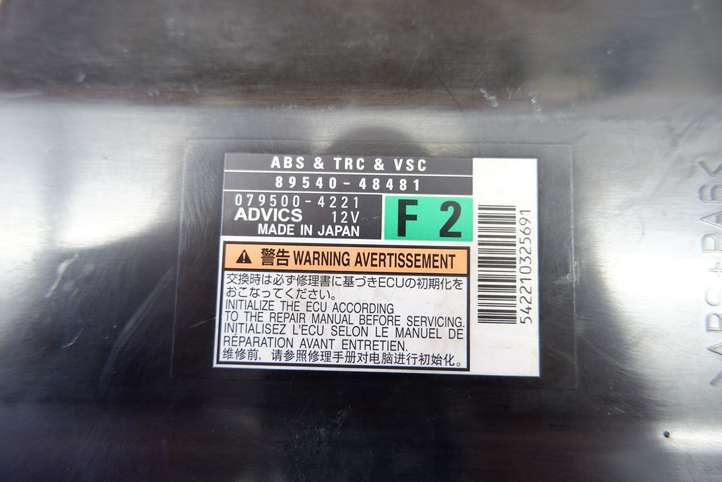 ABS & TRC & VSC
89540-48481
079500-4221
ADVICS 12V
MADE IN JAPAN
F 2
警告 WARNING AVERTISSEMENT
交換時は必ず修理書に基づきECUの初期化を
おこなってください。
INITIALIZE THE ECU ACCORDING
TO THE REPAIR MANUAL BEFORE SERVICING.
INITIALISEZ L'ECU SELON LE MANUEL DE
RÉPARATION AVANT ENTRETIEN.
维修前，请参照修理手册对电脑进行初始化。
542210325691